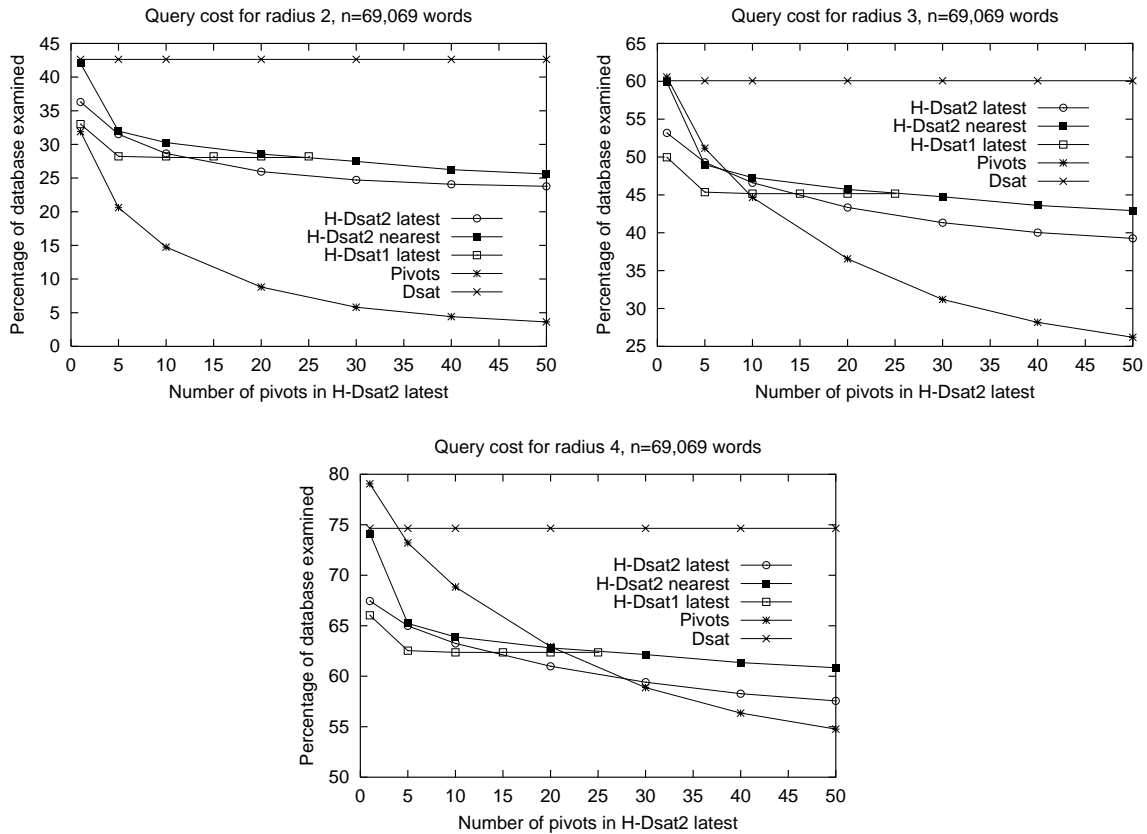 Query cost for radius 2, n=69,069 words
Percentage of database examined
45
40
35
30
25
20
15
10
5
0
H-Dsat2 latest
H-Dsat2 nearest
H-Dsat1 latest
Pivots
Dsat
0 5 10 15 20 25 30 35 40 45 50
Number of pivots in H-Dsat2 latest
Query cost for radius 3, n=69,069 words
Percentage of database examined
65
60
55
50
45
40
35
30
25
H-Dsat2 latest
H-Dsat2 nearest
H-Dsat1 latest
Pivots
Dsat
0 5 10 15 20 25 30 35 40 45 50
Number of pivots in H-Dsat2 latest
Query cost for radius 4, n=69,069 words
Percentage of database examined
80
75
70
65
60
55
50
H-Dsat2 latest
H-Dsat2 nearest
H-Dsat1 latest
Pivots
Dsat
0 5 10 15 20 25 30 35 40 45 50
Number of pivots in H-Dsat2 latest